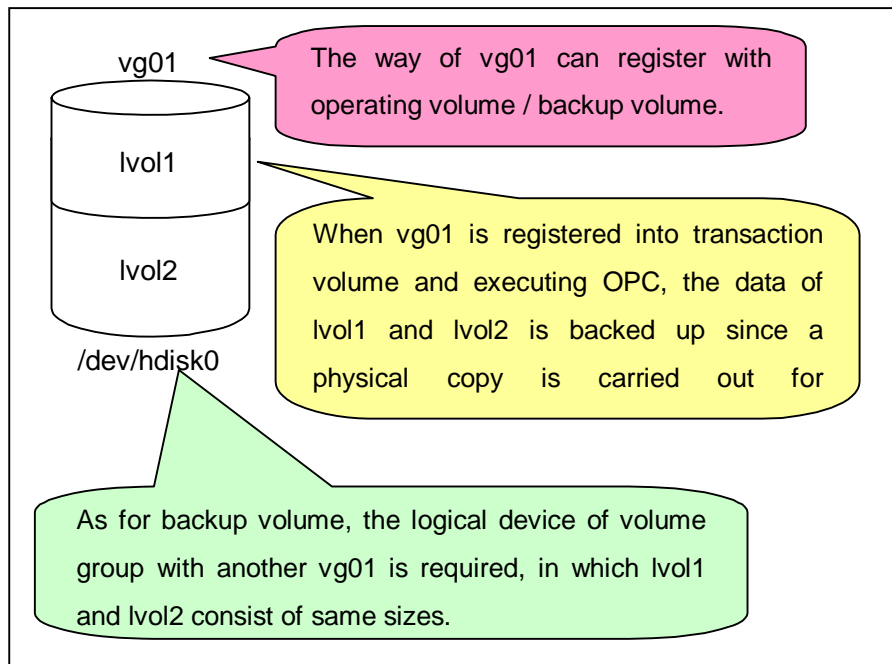 vg01
The way of vg01 can register with
operating volume / backup volume.
lvol1
lvol2
/dev/hdisk0
When vg01 is registered into transaction
volume and executing OPC, the data of
lvol1 and lvol2 is backed up since a
physical copy is carried out for
As for backup volume, the logical device of volume
group with another vg01 is required, in which lvol1
and lvol2 consist of same sizes.